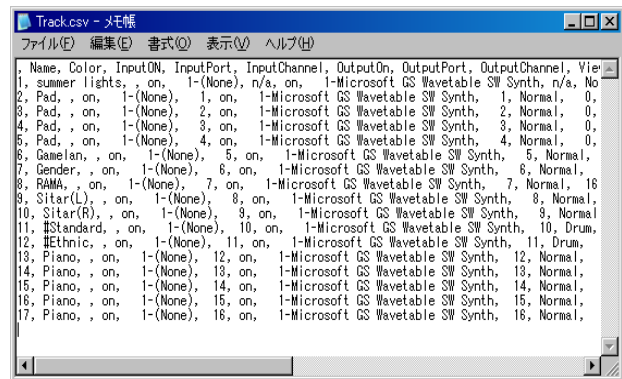 Track.csv - メモ帳
ファイル(F) 編集(E) 書式(O) 表示(V) ヘルプ(H)
, Name, Color, InputON, InputPort, InputChannel, OutputOn, OutputPort, OutputChannel, View
1, summer lights, , on, 1-(None), n/a, on, 1-Microsoft GS Wavetable SW Synth, n/a, No
2, Pad, , on, 1-(None), 1, on, 1-Microsoft GS Wavetable SW Synth, 1, Normal, 0,
3, Pad, , on, 1-(None), 2, on, 1-Microsoft GS Wavetable SW Synth, 2, Normal, 0,
4, Pad, , on, 1-(None), 3, on, 1-Microsoft GS Wavetable SW Synth, 3, Normal, 0,
5, Pad, , on, 1-(None), 4, on, 1-Microsoft GS Wavetable SW Synth, 4, Normal, 0,
6, Gamelan, , on, 1-(None), 5, on, 1-Microsoft GS Wavetable SW Synth, 5, Normal,
7, Gender, , on, 1-(None), 6, on, 1-Microsoft GS Wavetable SW Synth, 6, Normal,
8, RAMA, , on, 1-(None), 7, on, 1-Microsoft GS Wavetable SW Synth, 7, Normal, 16
9, Sitar(L), , on, 1-(None), 8, on, 1-Microsoft GS Wavetable SW Synth, 8, Normal,
10, Sitar(R), , on, 1-(None), 9, on, 1-Microsoft GS Wavetable SW Synth, 9, Normal
11, #Standard, , on, 1-(None), 10, on, 1-Microsoft GS Wavetable SW Synth, 10, Drum,
12, #Ethnic, , on, 1-(None), 11, on, 1-Microsoft GS Wavetable SW Synth, 11, Drum,
13, Piano, , on, 1-(None), 12, on, 1-Microsoft GS Wavetable SW Synth, 12, Normal,
14, Piano, , on, 1-(None), 13, on, 1-Microsoft GS Wavetable SW Synth, 13, Normal,
15, Piano, , on, 1-(None), 14, on, 1-Microsoft GS Wavetable SW Synth, 14, Normal,
16, Piano, , on, 1-(None), 15, on, 1-Microsoft GS Wavetable SW Synth, 15, Normal,
17, Piano, , on, 1-(None), 16, on, 1-Microsoft GS Wavetable SW Synth, 16, Normal,